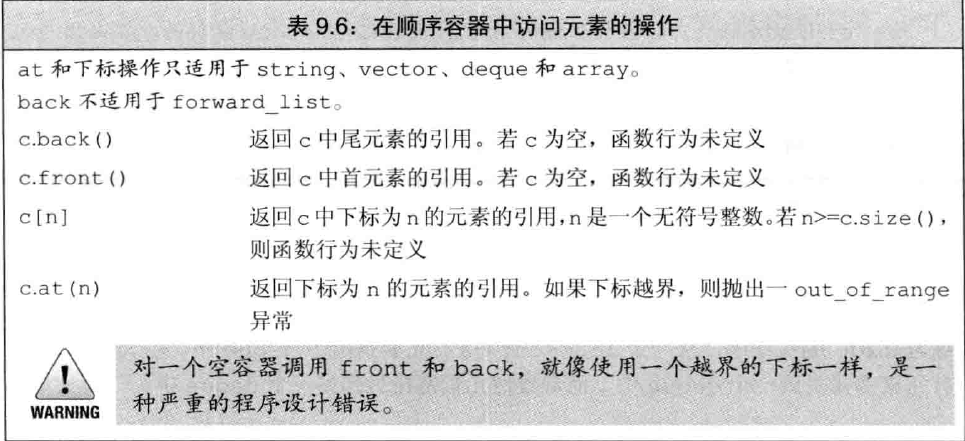 表 9.6：在顺序容器中访问元素的操作
at 和下标操作只适用于 string、vector、deque 和 array。
back 不适用于 forward_list。
c.back() 返回 c 中尾元素的引用。若 c 为空，函数行为未定义
c.front() 返回 c 中首元素的引用。若 c 为空，函数行为未定义
c[n] 返回 c 中下标为 n 的元素的引用,n 是一个无符号整数。若 n>=c.size()，
则函数行为未定义
c.at(n) 返回下标为 n 的元素的引用。如果下标越界，则抛出一 out_of_range
异常
对一个空容器调用 front 和 back，就像使用一个越界的下标一样，是一
WARNING 种严重的程序设计错误。